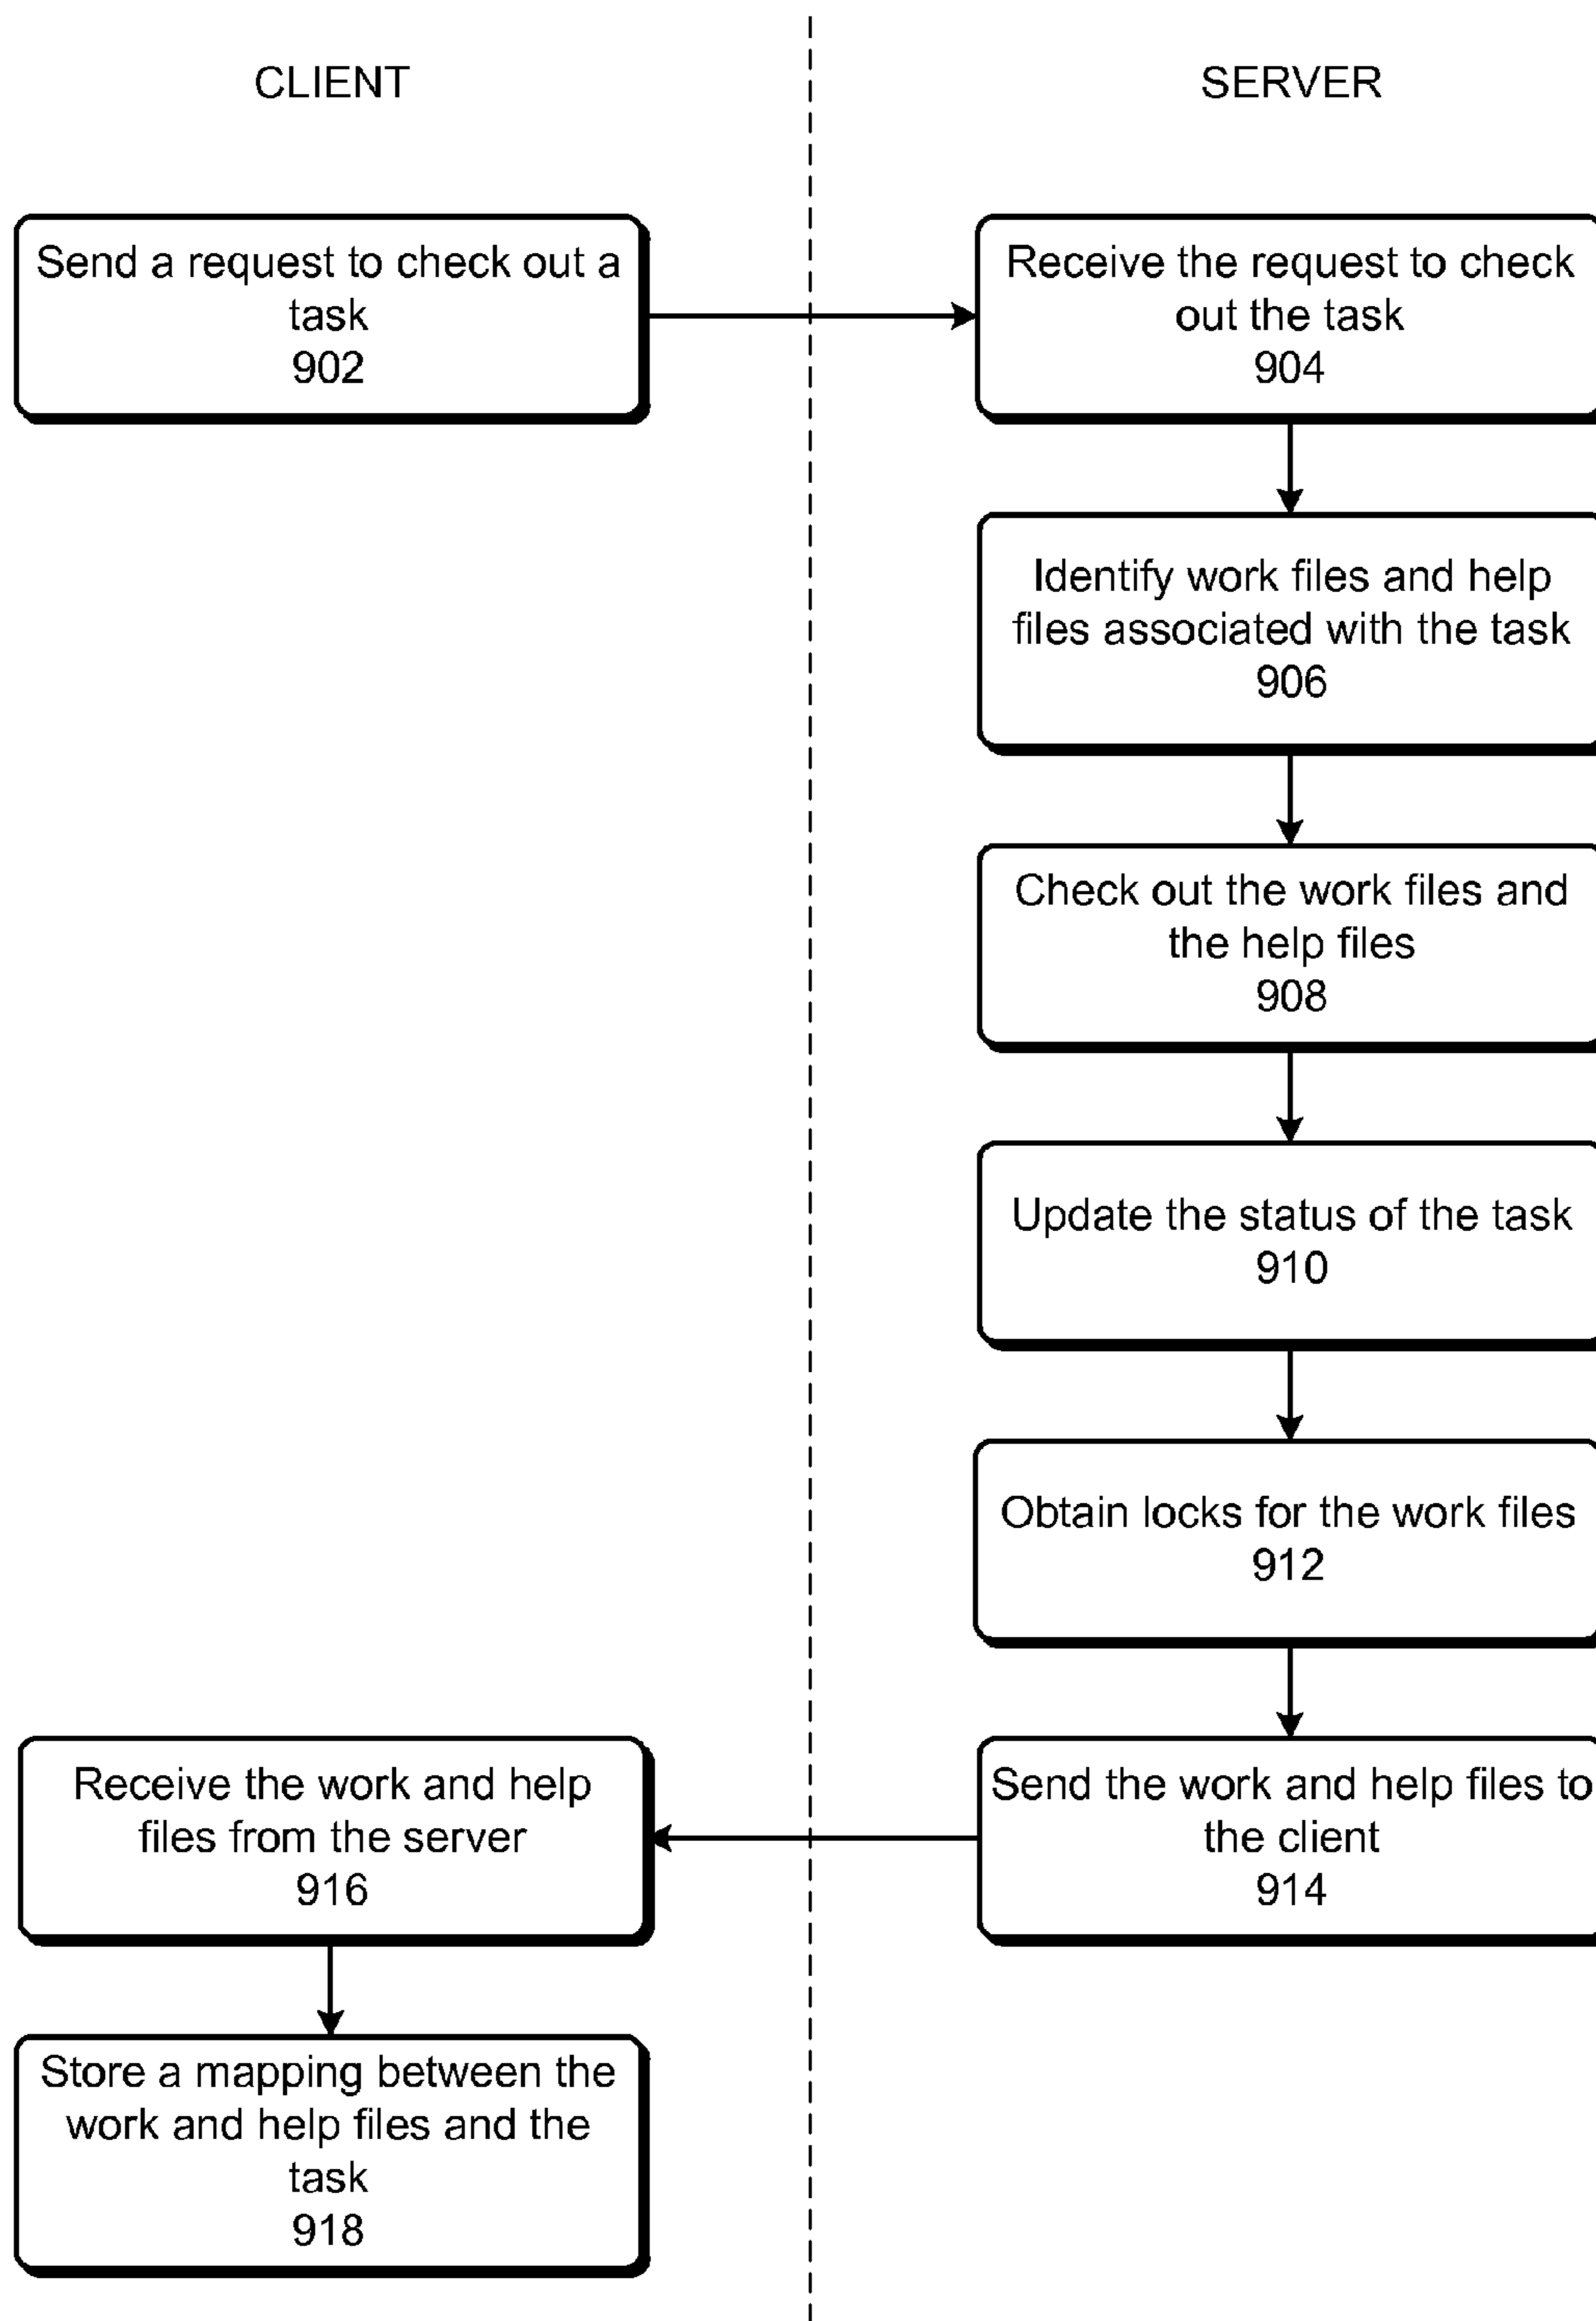 CLIENT
SERVER
Send a request to check out a
task
902
Receive the request to check
out the task
904
Identify work files and help
files associated with the task
906
Check out the work files and
the help files
908
Update the status of the task
910
Obtain locks for the work files
912
Send the work and help files to
the client
914
Receive the work and help
files from the server
916
Store a mapping between the
work and help files and the
task
918